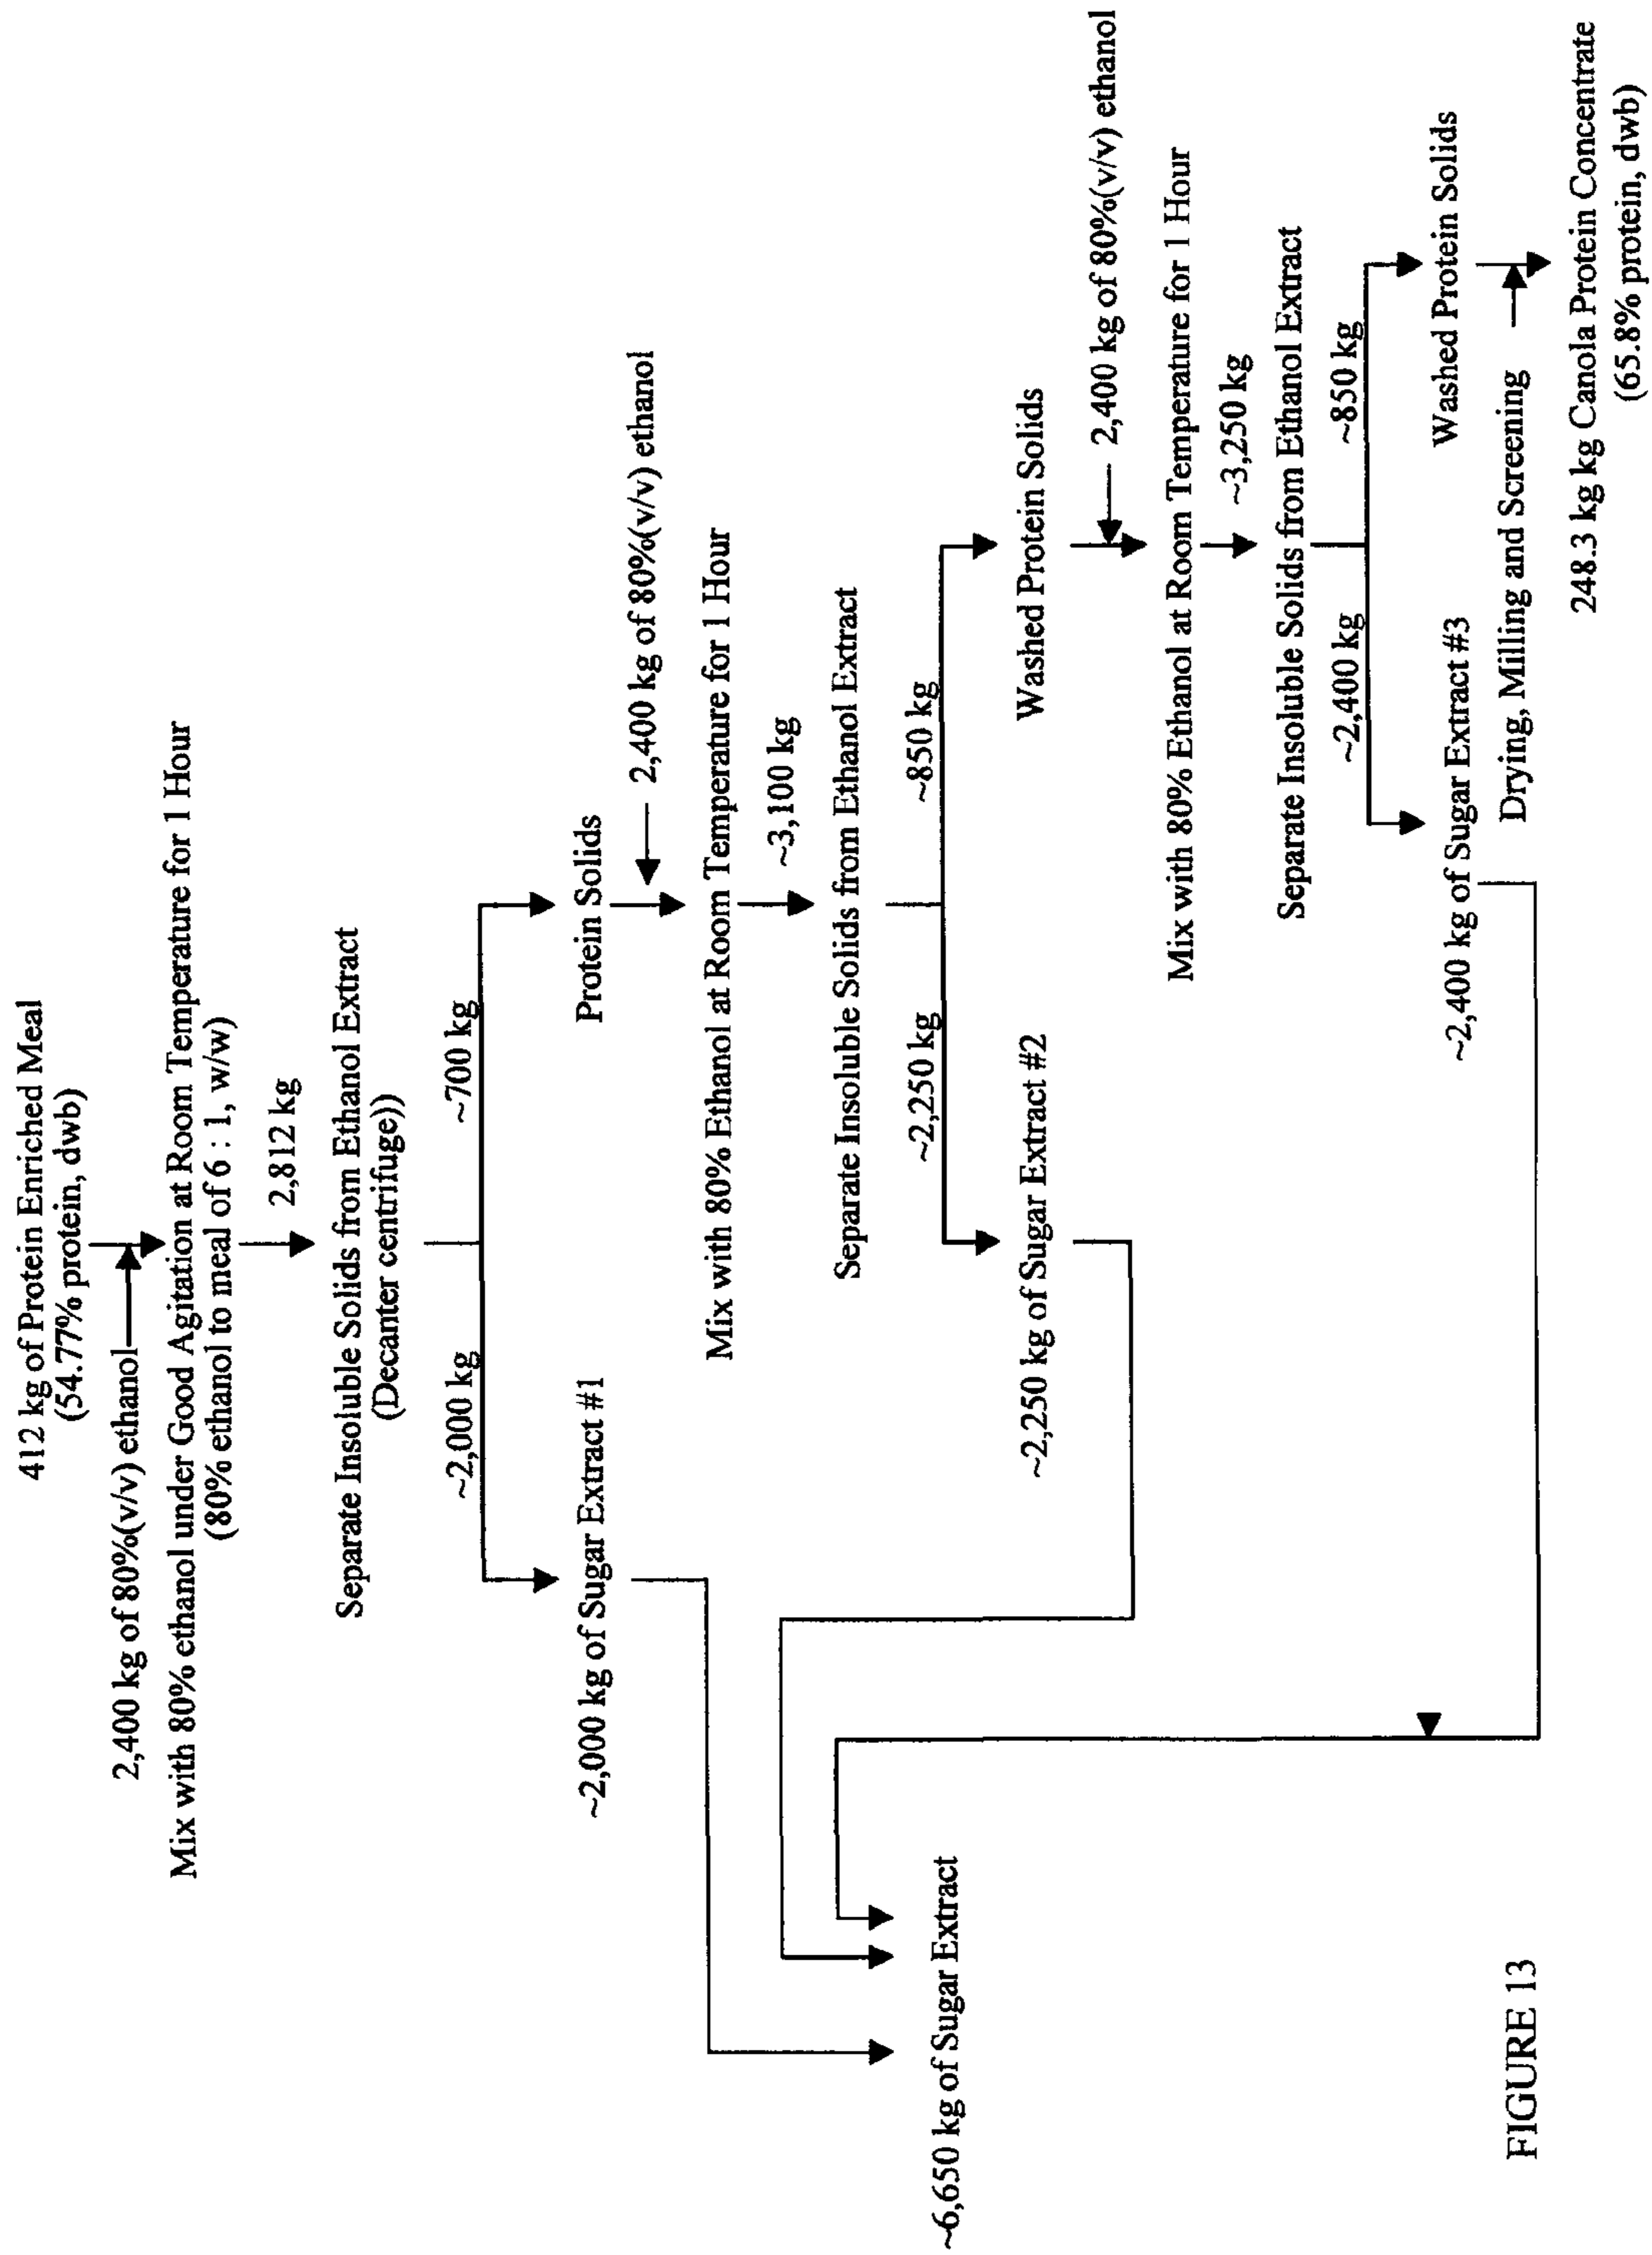 412 kg of Protein Enriched Meal
(54.77% protein, dwb)
2,400 kg of 80%(v/v) ethanol
Mix with 80% ethanol under Good Agitation at Room Temperature for 1 Hour
(80% ethanol to meal of 6 : 1, w/w)
2,812 kg
Separate Insoluble Solids from Ethanol Extract
(Decanter centrifuge))
~2,000 kg
~700 kg
~2,000 kg of Sugar Extract #1
Protein Solids
2,400 kg of 80%(v/v) ethanol
Mix with 80% Ethanol at Room Temperature for 1 Hour
~3,100 kg
Separate Insoluble Solids from Ethanol Extract
~2,250 kg
~850 kg
~6,650 kg of Sugar Extract
~2,250 kg of Sugar Extract #2
Washed Protein Solids
2,400 kg of 80%(v/v) ethanol
Mix with 80% Ethanol at Room Temperature for 1 Hour
~3,250 kg
Separate Insoluble Solids from Ethanol Extract
~2,400 kg
~850 kg
~2,400 kg of Sugar Extract #3
Washed Protein Solids
Drying, Milling and Screening
248.3 kg kg Canola Protein Concentrate
(65.8% protein, dwb)
FIGURE 13